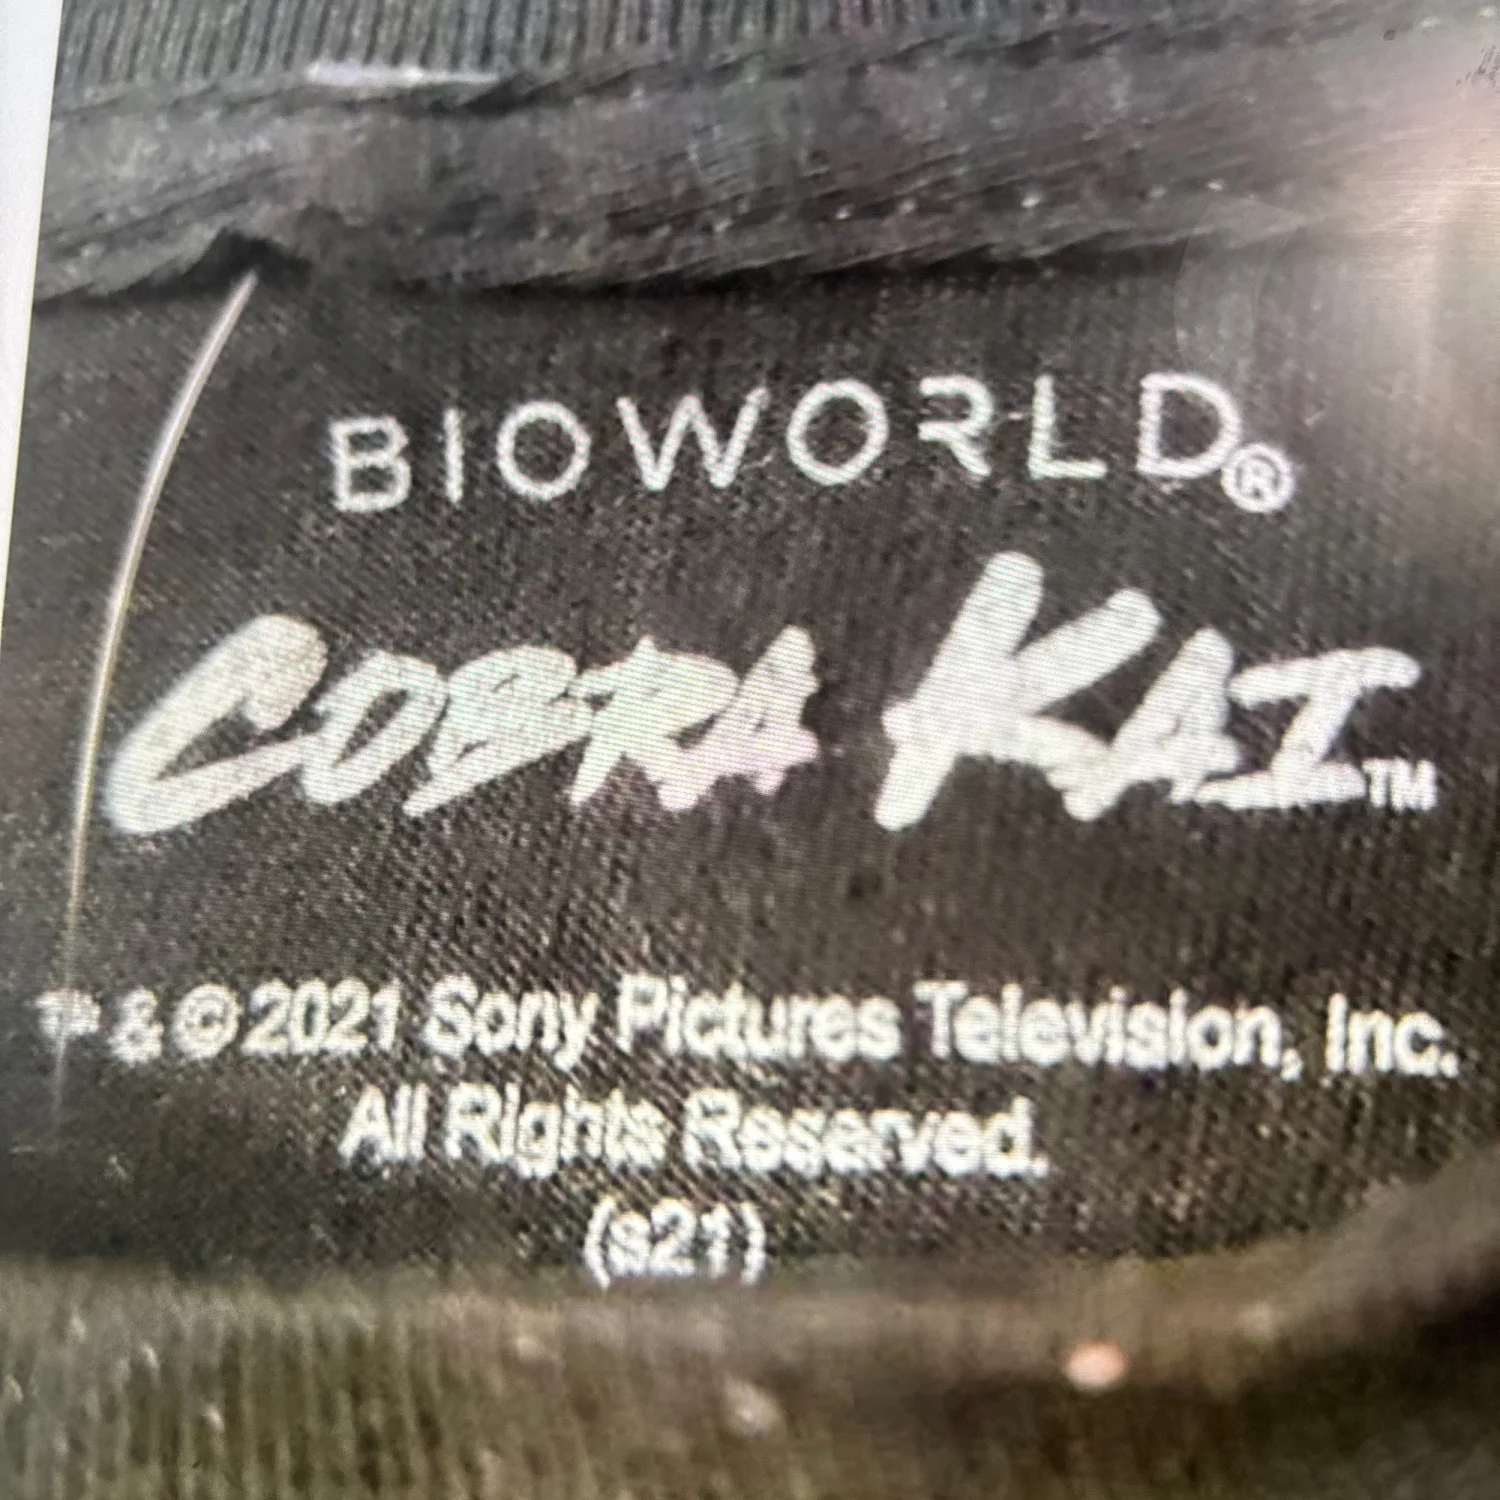 BIOWORLD®
COBRA KAI™
™ & © 2021 Sony Pictures Television, Inc.
All Rights Reserved.
(s21)